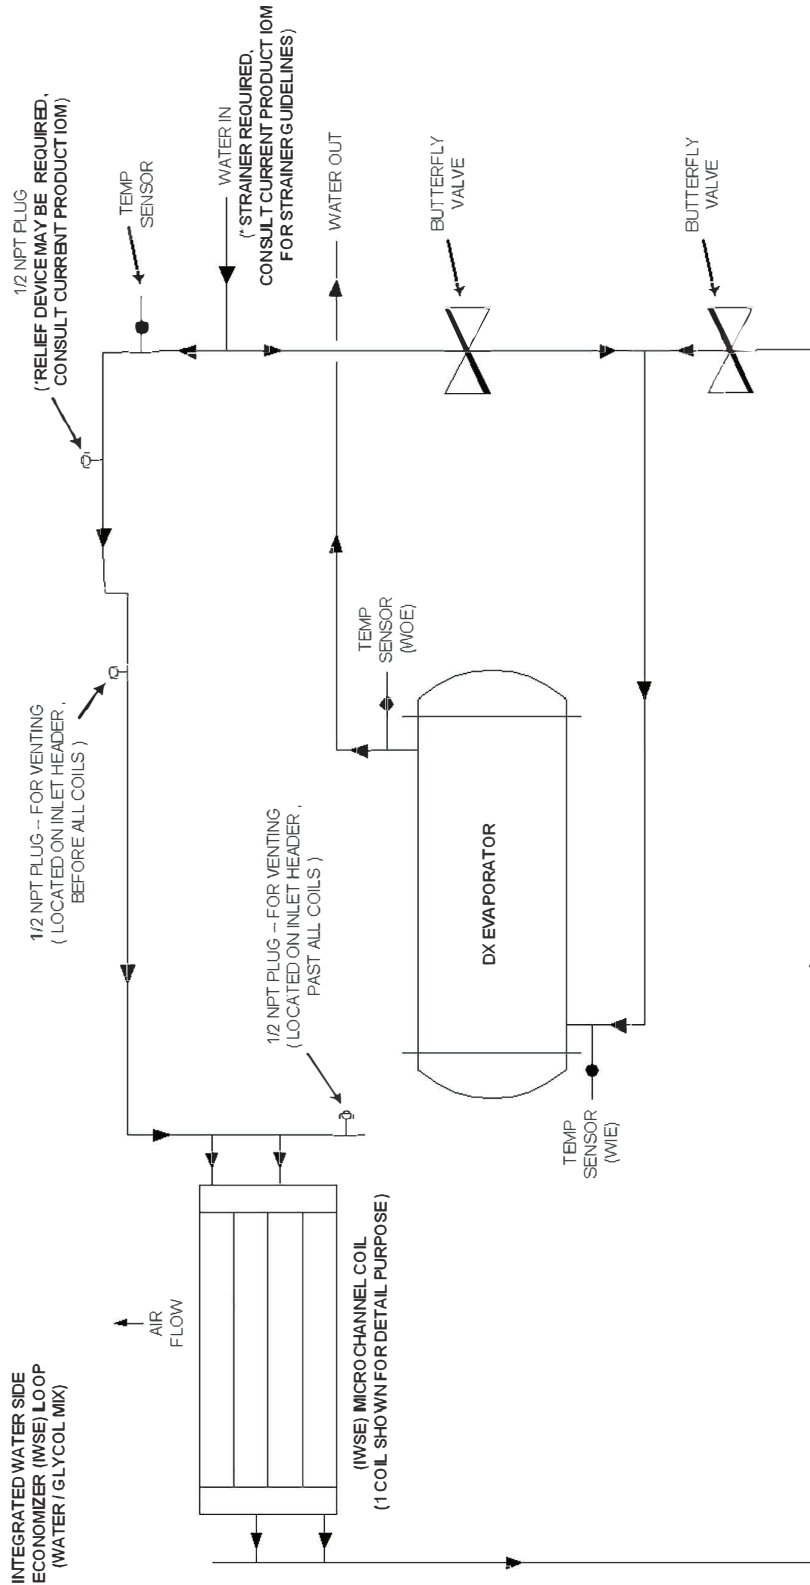 INTEGRATED WATER SIDE
ECONOMIZER (IWSE) LOOP
(WATER / GLYCOL MIX)
AIR
FLOW
(IWSE) MICROCHANNEL COIL
(1 COIL SHOWN FOR DETAIL PURPOSE)
1/2 NPT PLUG – FOR VENTING
( LOCATED ON INLET HEADER ,
BEFORE ALL COILS )
1/2 NPT PLUG – FOR VENTING
( LOCATED ON INLET HEADER ,
PAST ALL COILS )
TEMP
SENSOR
(WIE)
DX EVAPORATOR
TEMP
SENSOR
(WOE)
1/2 NPT PLUG
(*RELIEF DEVICE MAY BE REQUIRED,
CONSULT CURRENT PRODUCT IOM)
TEMP
SENSOR
WATER IN
(* STRAINER REQUIRED,
CONSULT CURRENT PRODUCT IOM
FOR STRAINER GUIDELINES)
WATER OUT
BUTTERFLY
VALVE
BUTTERFLY
VALVE